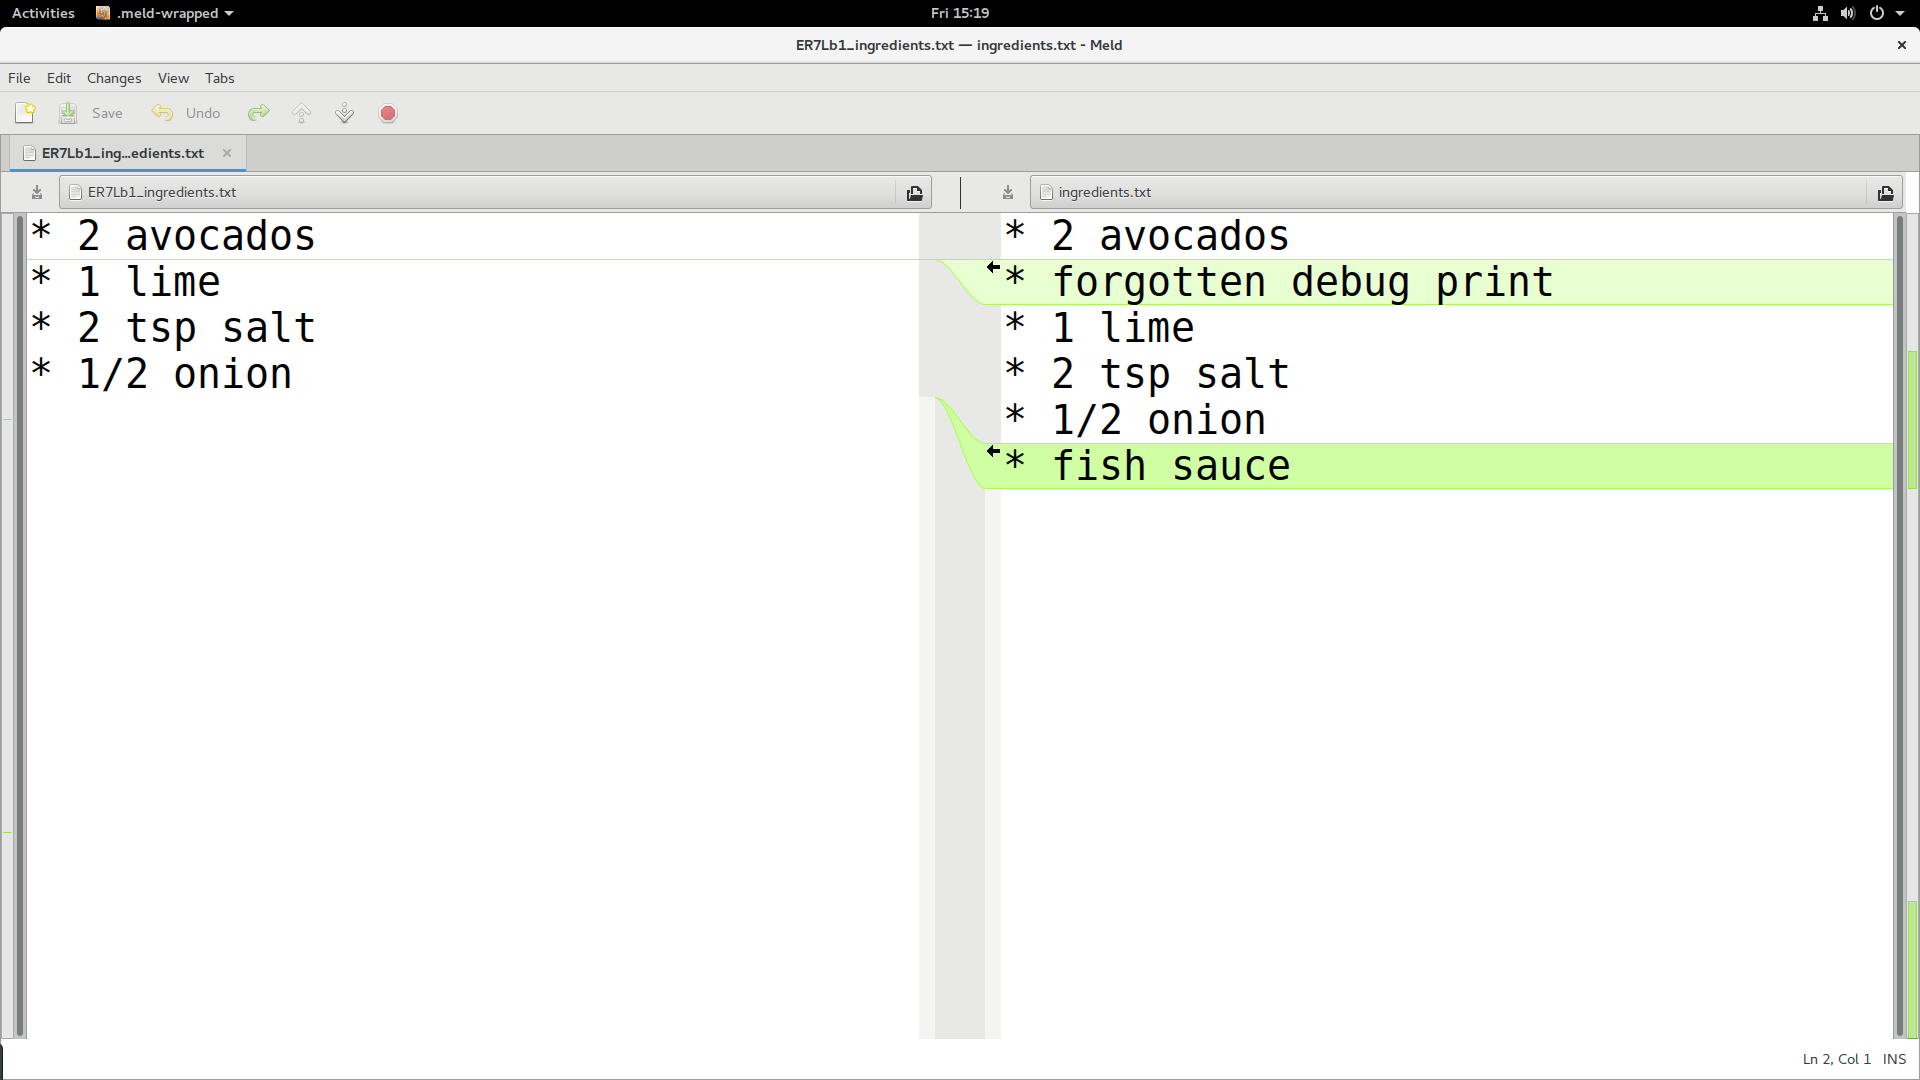 Activities .meld-wrapped Fri 15:19
ER7Lb1_ingredients.txt — ingredients.txt - Meld
File Edit Changes View Tabs
Save Undo
ER7Lb1_ing...edients.txt
ER7Lb1_ingredients.txt
* 2 avocados
* 1 lime
* 2 tsp salt
* 1/2 onion
ingredients.txt
* 2 avocados
* forgotten debug print
* 1 lime
* 2 tsp salt
* 1/2 onion
* fish sauce
Ln 2, Col 1 INS